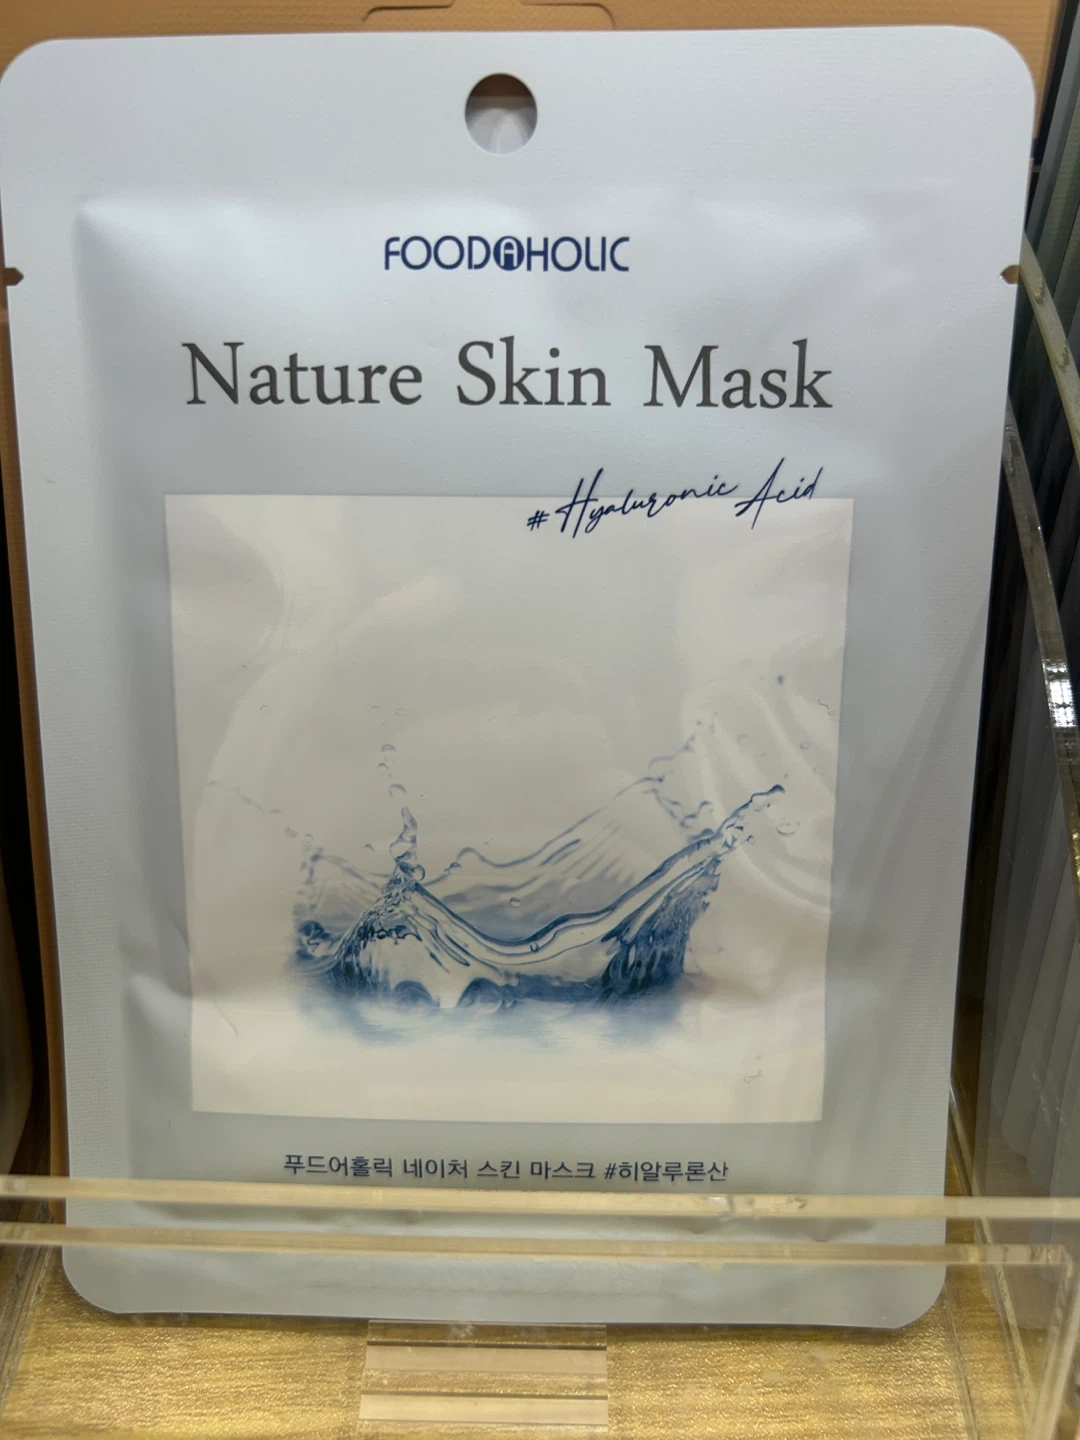 FOODAHOLIC
Nature Skin Mask
#Hyaluronic Acid
푸드어홀릭 네이처 스킨 마스크 #히알루론산